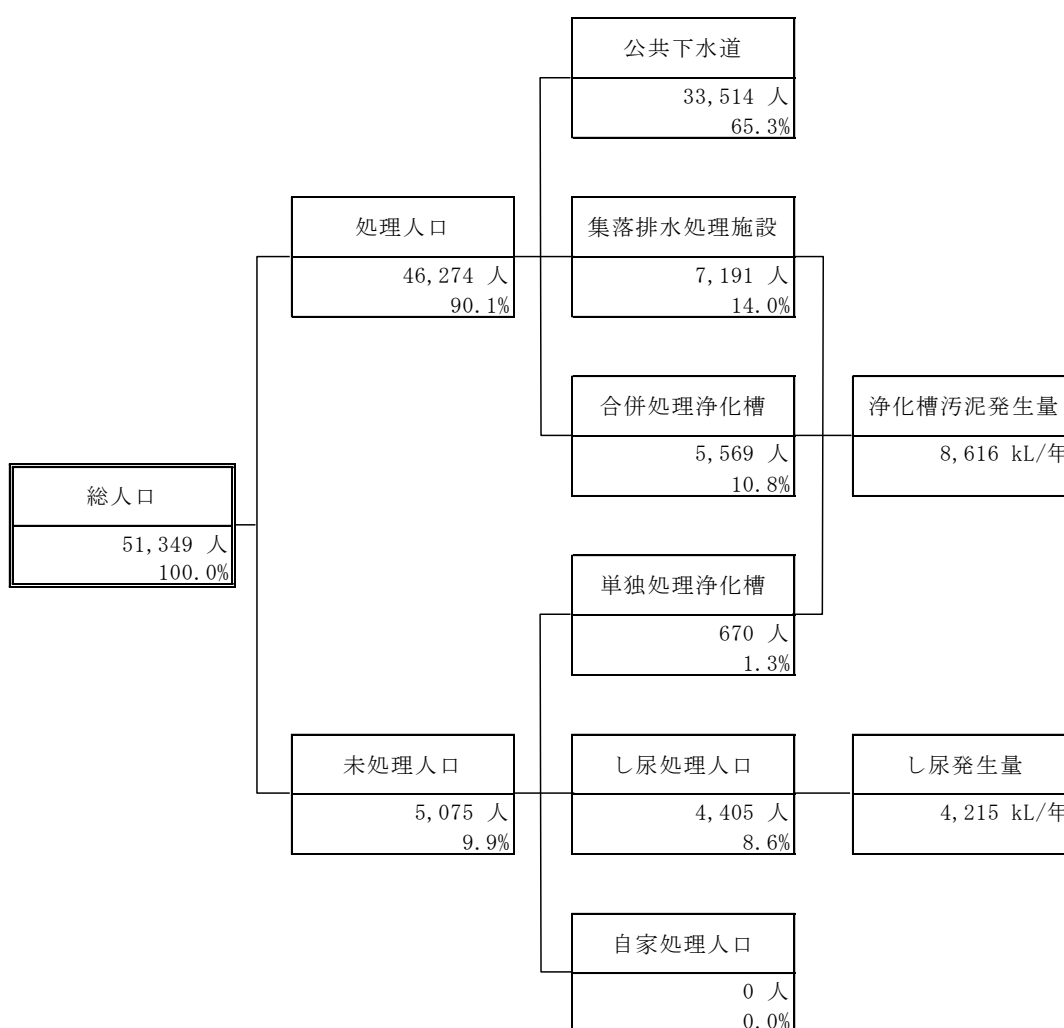 公共下水道
33,514 人
65.3%
処理人口
46,274 人
90.1%
集落排水処理施設
7,191 人
14.0%
合併処理浄化槽
5,569 人
10.8%
浄化槽汚泥発生量
8,616 kL/年
総人口
51,349 人
100.0%
単独処理浄化槽
670 人
1.3%
未処理人口
5,075 人
9.9%
し尿処理人口
4,405 人
8.6%
し尿発生量
4,215 kL/年
自家処理人口
0 人
0.0%